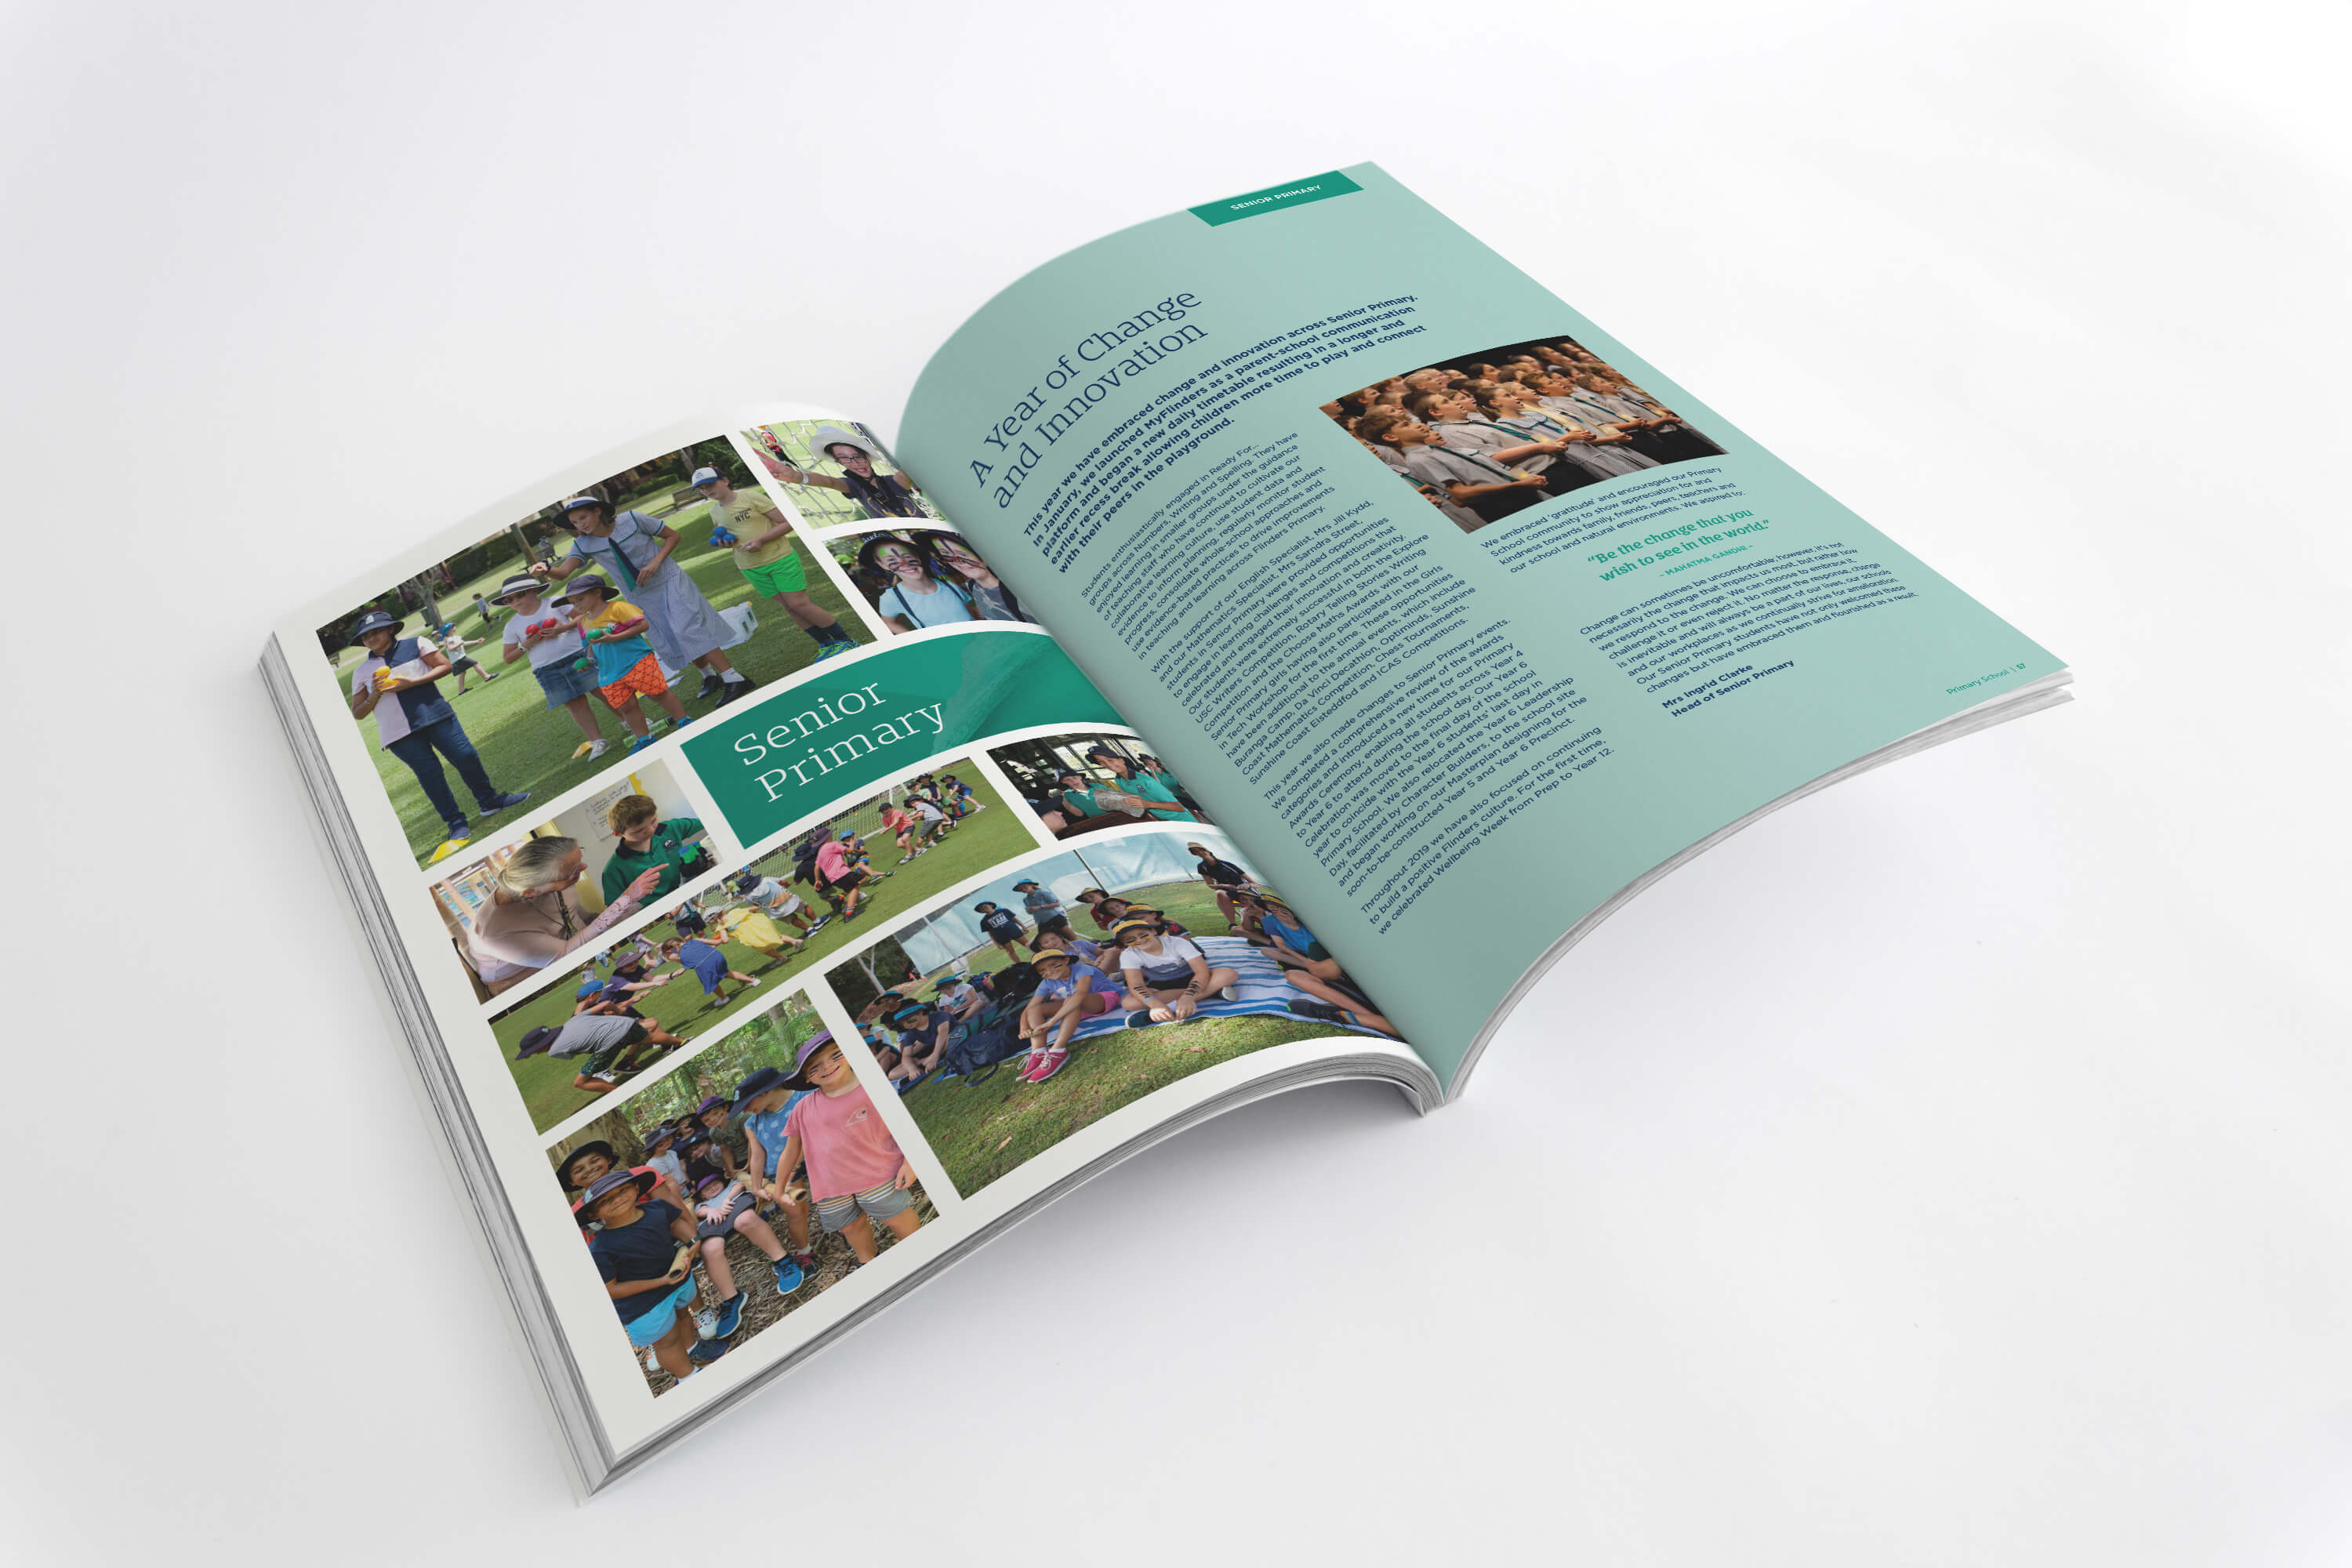 Senior
Primary
SENIOR PRIMARY
A Year of Change
and Innovation
This year we have embraced change and innovation across Senior Primary.
In January, we launched MyFlinders as a parent-school communication
platform and began a new daily timetable resulting in a longer and
earlier recess break allowing children more time to play and connect
with their peers in the playground.
Students enthusiastically engaged in Ready For...
groups across Numbers, Writing and Spelling. They have
enjoyed learning in smaller groups under the guidance
of teaching staff who have continued to cultivate our
collaborative learning culture, use student data and
evidence to inform planning, regularly monitor student
progress, consolidate whole-school approaches and
use evidence-based practices to drive improvements
in teaching and learning across Flinders Primary.
With the support of our English Specialist, Mrs Jill Kydd,
and our Mathematics Specialist, Mrs Sandra Street,
students in Senior Primary were provided opportunities
to engage in learning challenges and competitions that
celebrated and engaged their innovation and creativity.
Our students were extremely successful in both the Explore
USC Writers Competition, Rotary Telling Stories Writing
Competition and the Choose Maths Awards with our
Senior Primary girls having also participated in the Girls
in Tech Workshop for the first time. These opportunities
have been additional to the annual events, which include
Buranga Camp, Da Vinci Decathlon, Optiminds, Sunshine
Coast Mathematics Competition, Chess Tournaments,
Sunshine Coast Eisteddfod and ICAS Competitions.
This year we also made changes to Senior Primary events.
We completed a comprehensive review of the awards
categories and introduced a new time for our Primary
Awards Ceremony, enabling all students across Year 4
to Year 6 to attend during the school day. Our Year 6
Celebration was moved to the final day of the school
year to coincide with the Year 6 students' last day in
Primary School. We also relocated the Year 6 Leadership
Day, facilitated by Character Builders, to the school site
and began working on our Masterplan designing for the
soon-to-be-constructed Year 5 and Year 6 Precinct.
Throughout 2019 we have also focused on continuing
to build a positive Flinders culture. For the first time,
we celebrated Wellbeing Week from Prep to Year 12.
We embraced 'gratitude' and encouraged our Primary
School community to show appreciation for and
kindness towards family, friends, peers, teachers and
our school and natural environments. We aspired to:
“Be the change that you
wish to see in the world.”
– MAHATMA GANDHI –
Change can sometimes be uncomfortable; however, it's not
necessarily the change that impacts us most, but rather how
we respond to the change. We can choose to embrace it,
challenge it or even reject it. No matter the response, change
is inevitable and will always be a part of our lives, our schools
and our workplaces as we continually strive for amelioration.
Our Senior Primary students have not only welcomed these
changes but have embraced them and flourished as a result.
Mrs Ingrid Clarke
Head of Senior Primary
Primary School | 57
NYC